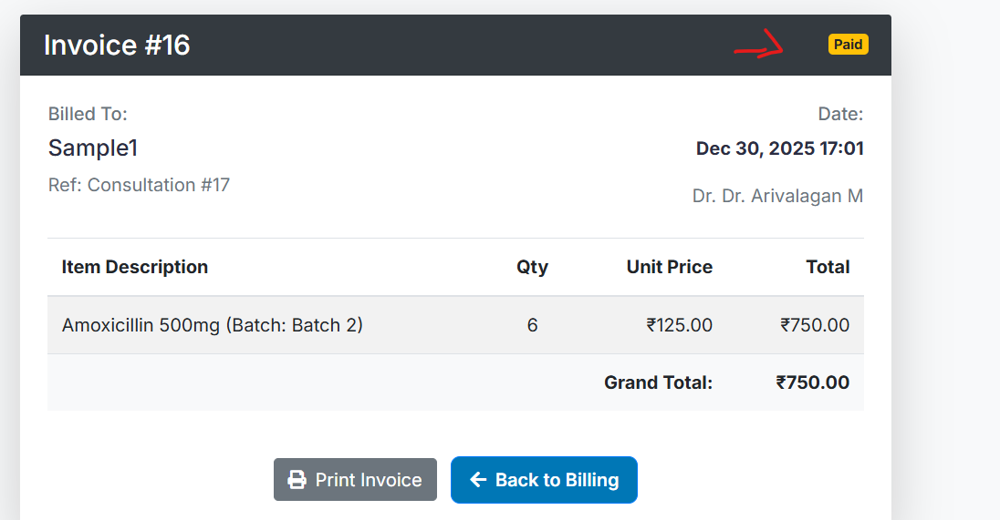 Invoice #16
Paid
Billed To:
Date:
Sample1
Dec 30, 2025 17:01
Ref: Consultation #17
Dr. Dr. Arivalagan M
Item Description Qty Unit Price Total
Amoxicillin 500mg (Batch: Batch 2) 6 ₹125.00 ₹750.00
Grand Total: ₹750.00
Print Invoice
Back to Billing